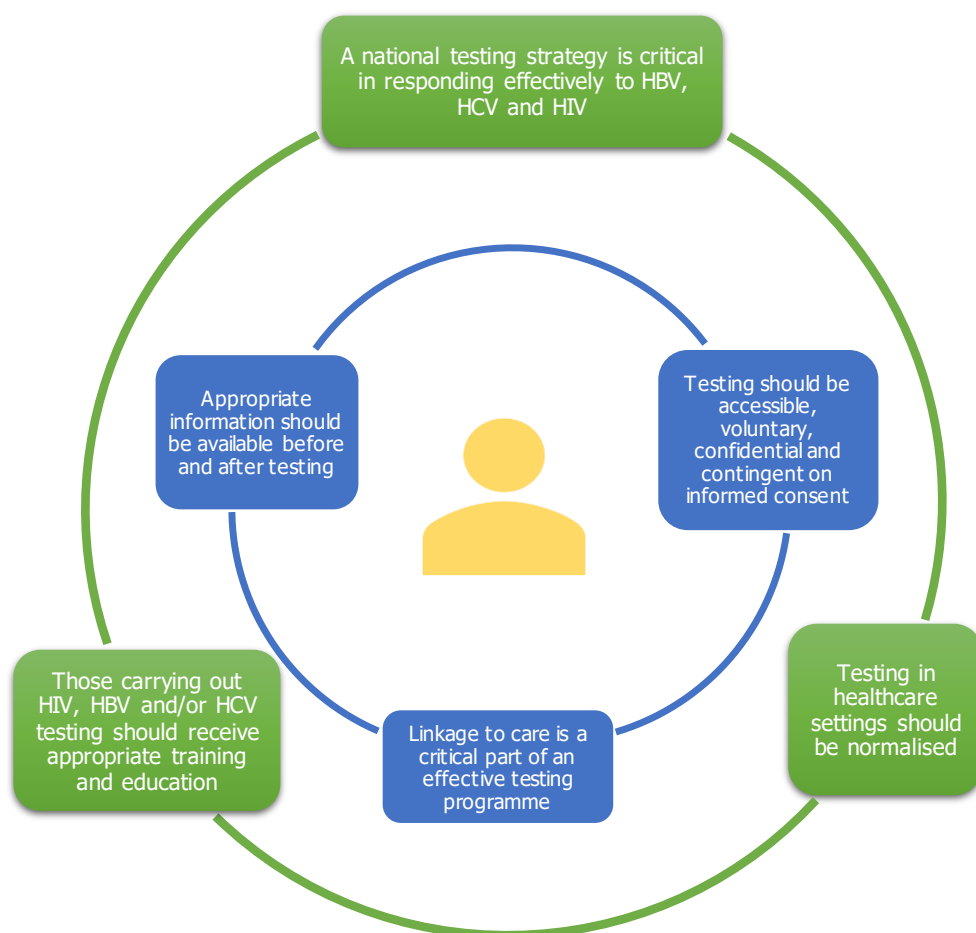 A national testing strategy is critical
in responding effectively to HBV,
HCV and HIV
Appropriate
information should
be available before
and after testing
Testing should be
accessible,
voluntary,
confidential and
contingent on
informed consent
Those carrying out
HIV, HBV and/or HCV
testing should receive
appropriate training
and education
Linkage to care is a
critical part of an
effective testing
programme
Testing in
healthcare
settings should
be normalised